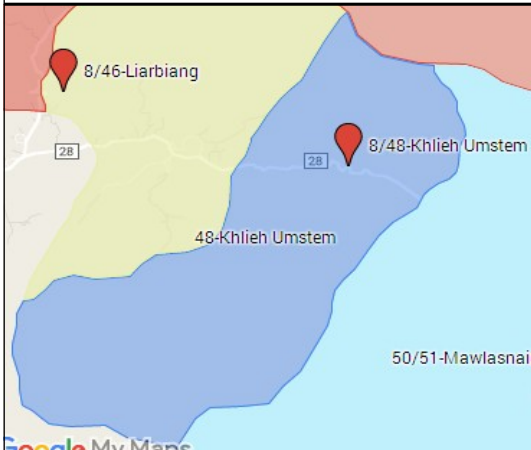 8/46-Liarbiang
8/48-Khlieh Umstem
28
28
48-Khlieh Umstem
50/51-Mawlasnai
Google My Maps